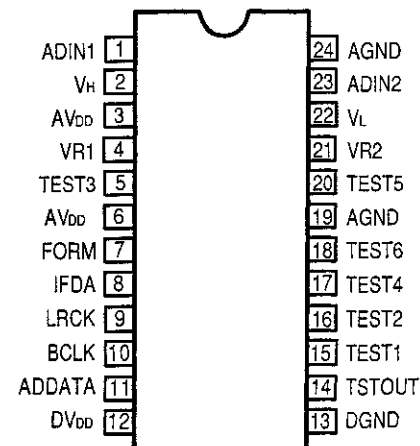 ADIN1 1 24 AGND
VH 2 23 ADIN2
AVDD 3 22 VL
VR1 4 21 VR2
TEST3 5 20 TEST5
AVDD 6 19 AGND
FORM 7 18 TEST6
IFDA 8 17 TEST4
LRCK 9 16 TEST2
BCLK 10 15 TEST1
ADDATA 11 14 TSTOUT
DVDD 12 13 DGND